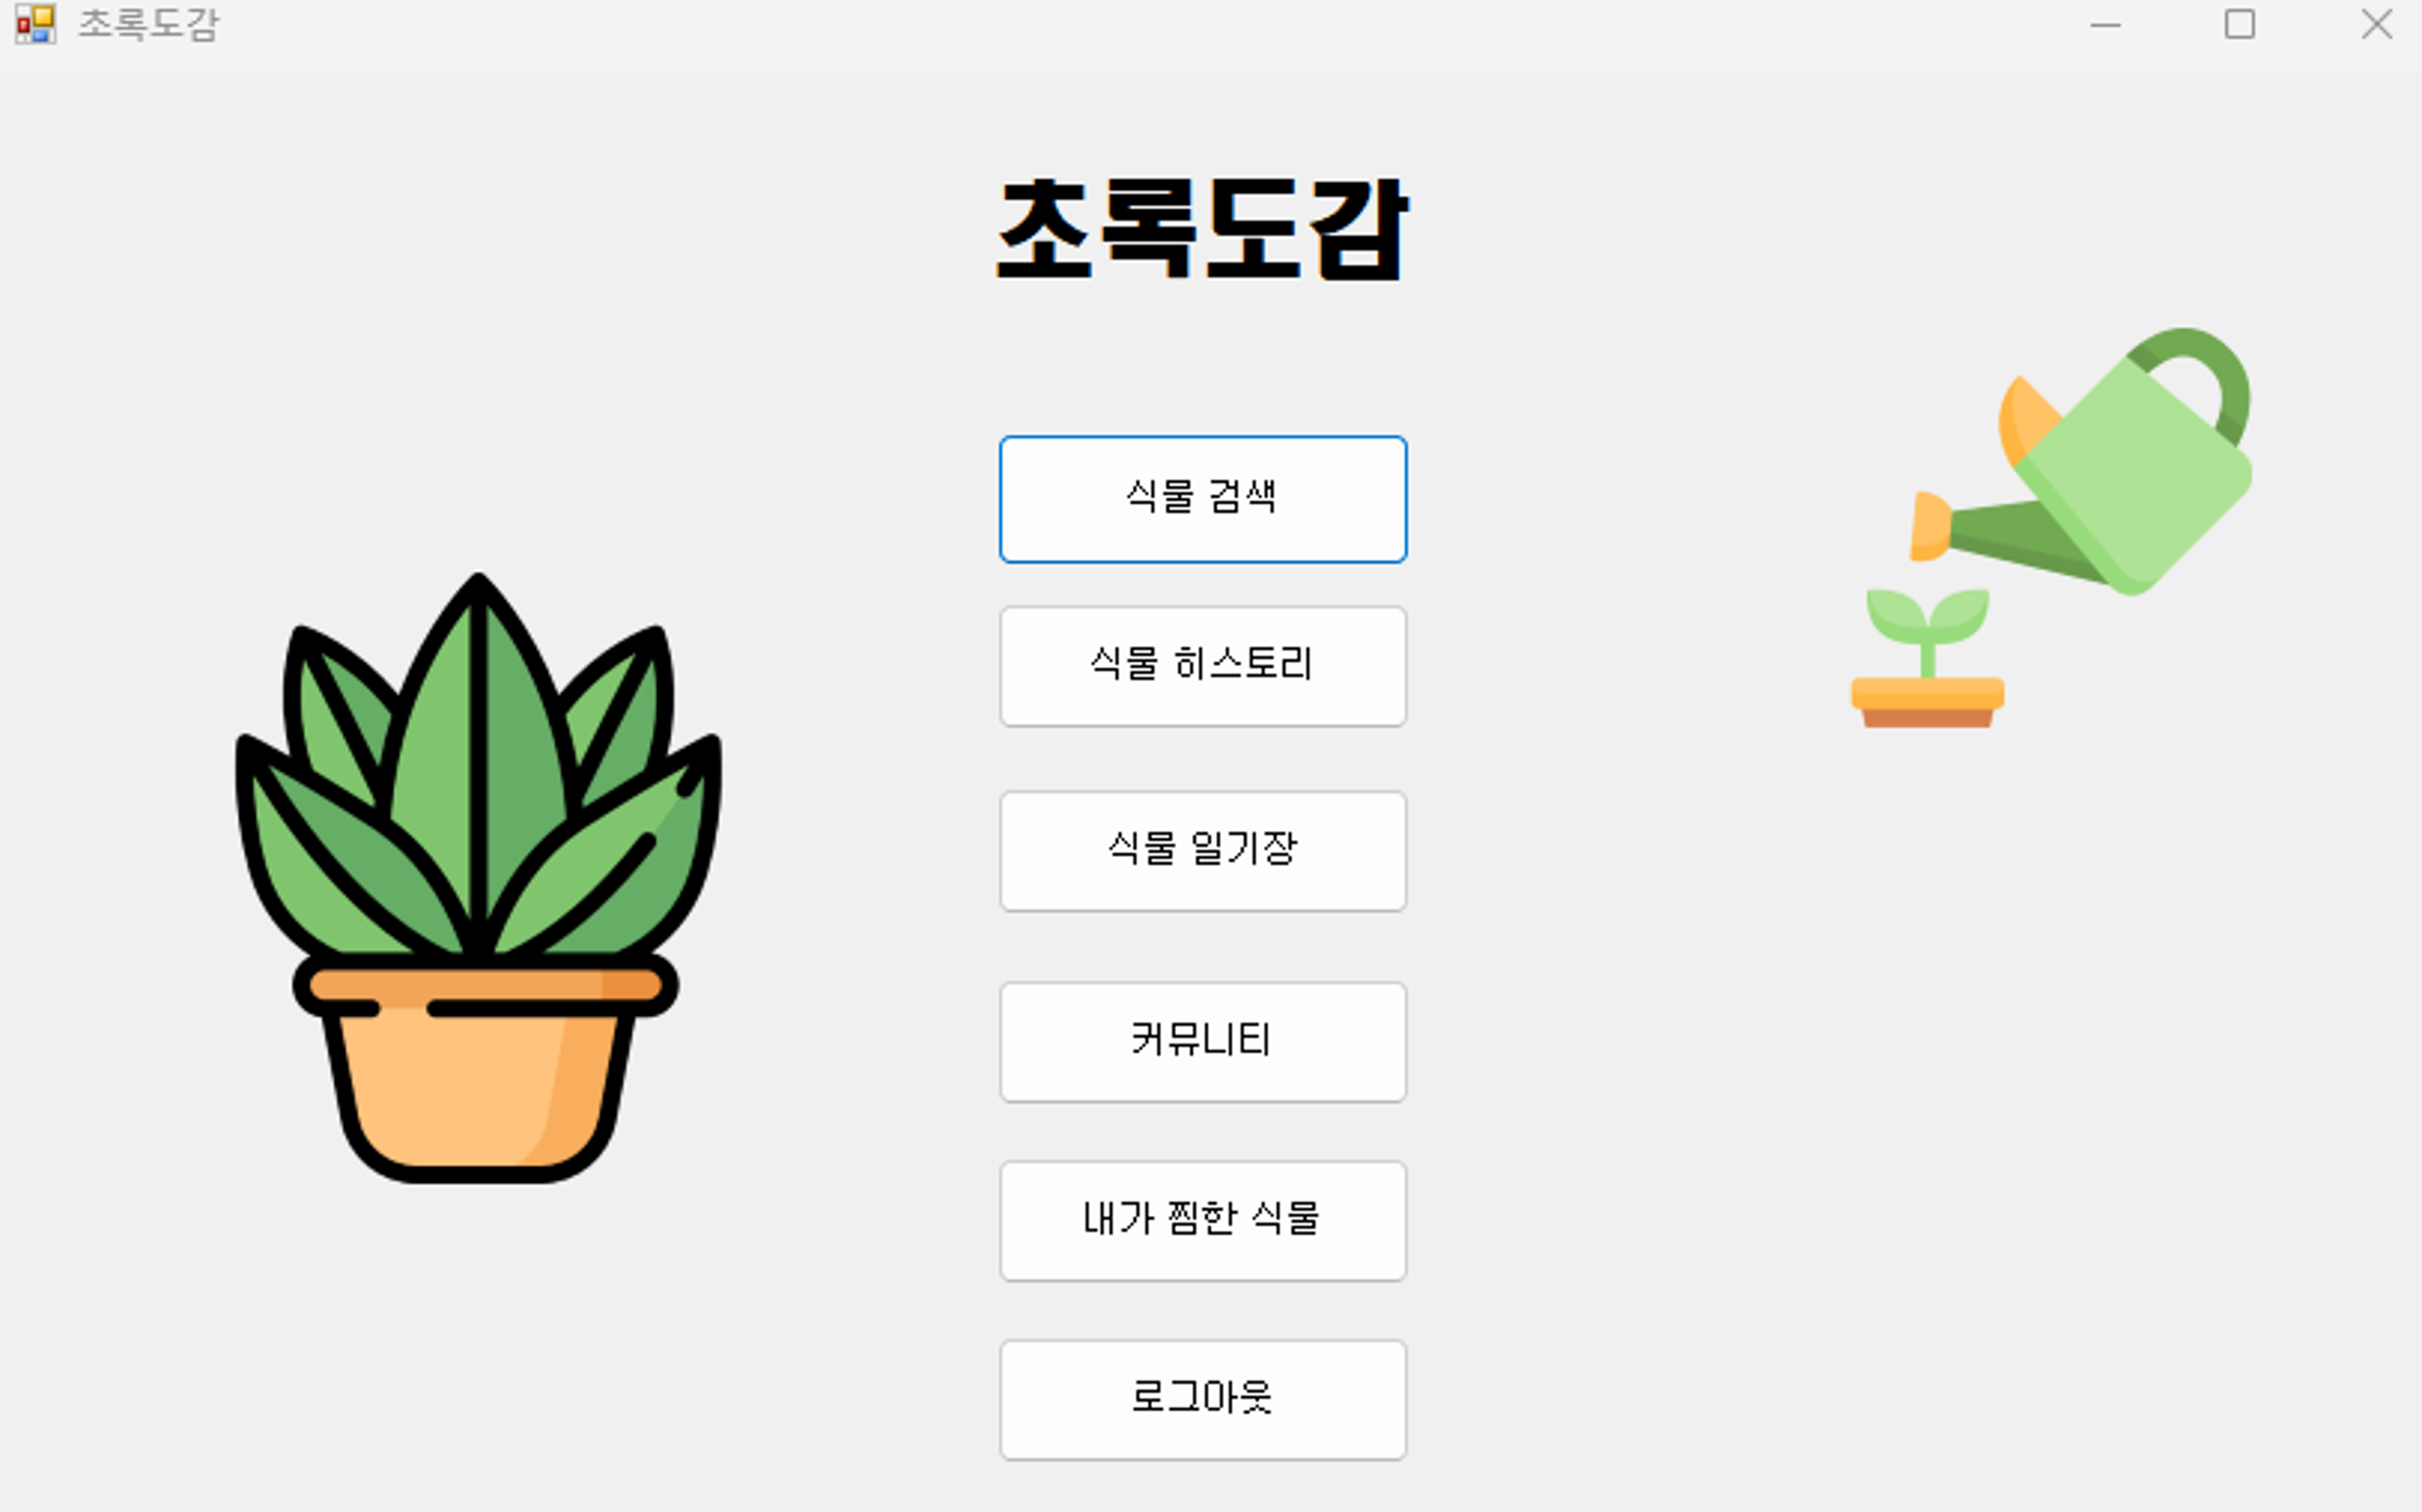 초록도감
초록도감
식물 검색
식물 히스토리
식물 일기장
커뮤니티
내가 찜한 식물
로그아웃